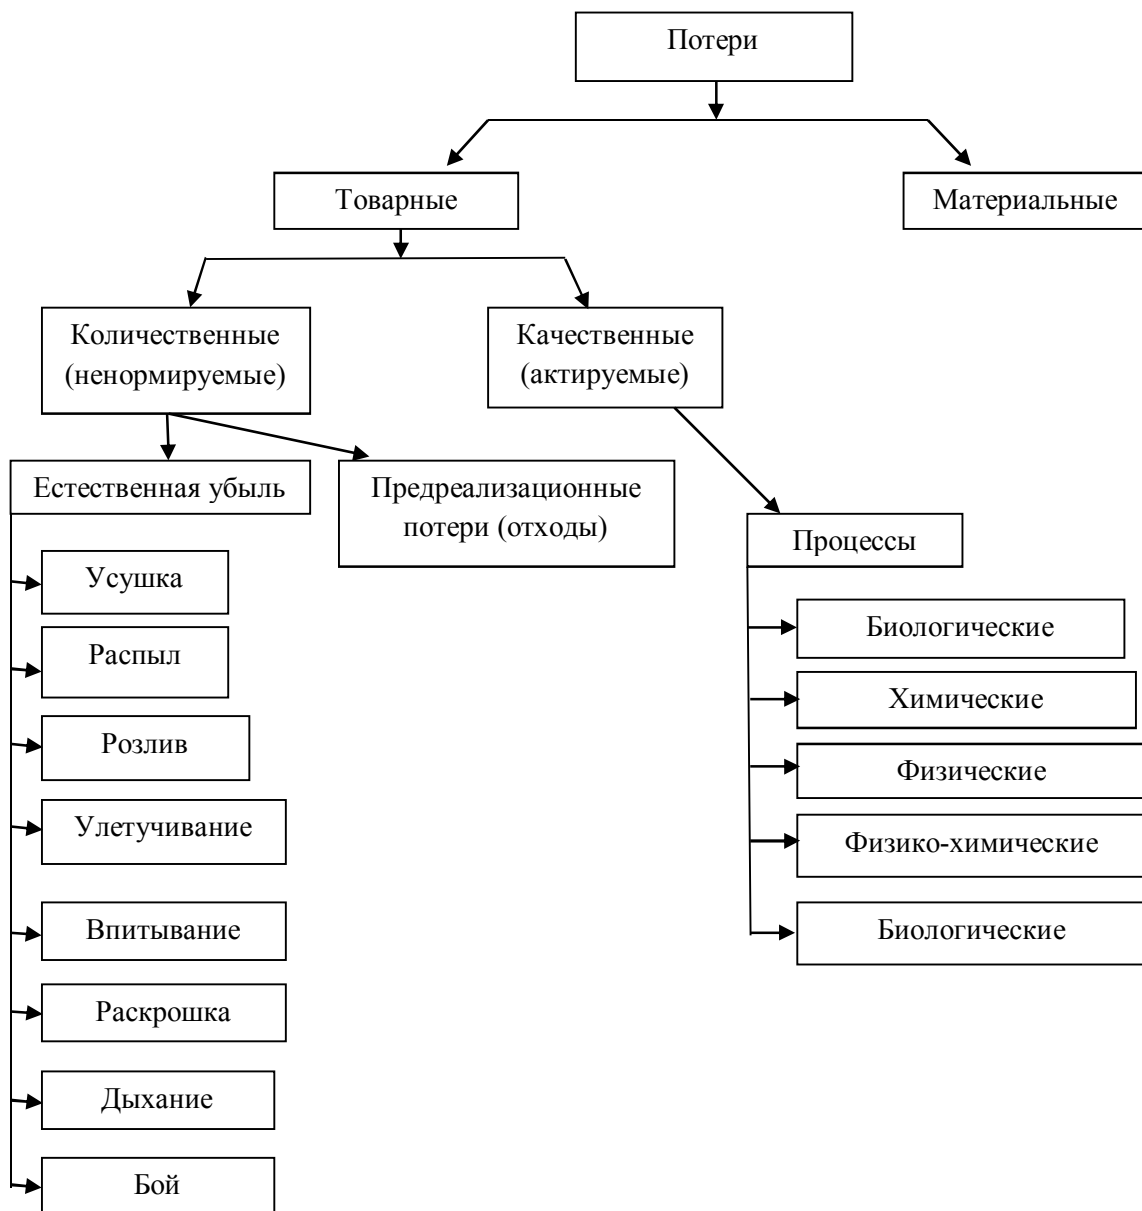 Потери
Товарные
Материальные
Количественные
(ненормируемые)
Качественные
(актируемые)
Естественная убыль
Предреализационные
потери (отходы)
Процессы
Усушка
Распыл
Розлив
Улетучивание
Впитывание
Раскрошка
Дыхание
Бой
Биологические
Химические
Физические
Физико-химические
Биологические